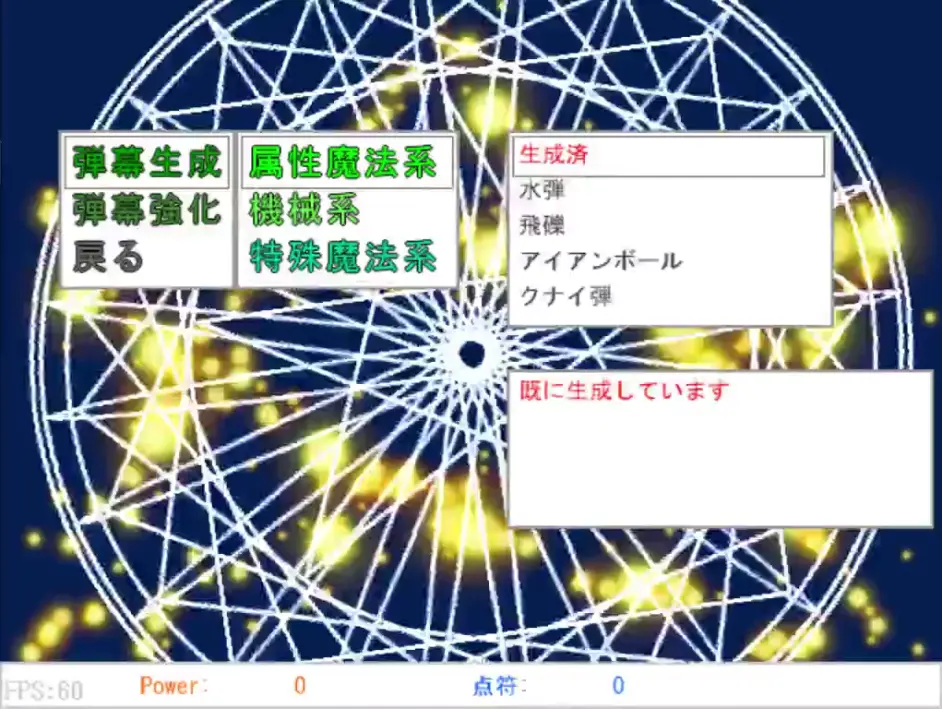 弾幕生成
弾幕強化
戻る
属性魔法系
機械系
特殊魔法系
生成済
水弾
飛礫
アイアンボール
クナイ弾
既に生成しています
FPS:60 Power: 0 点符: 0